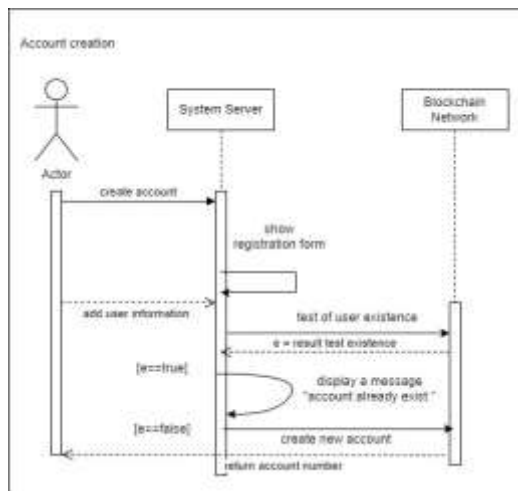 Account creation
System Server
Blockchain
Network
Actor
create account
show
registration form
add user information
test of user existence
e = result test existence
[e==true]
display a message
"account already exist "
[e==false]
create new account
return account number